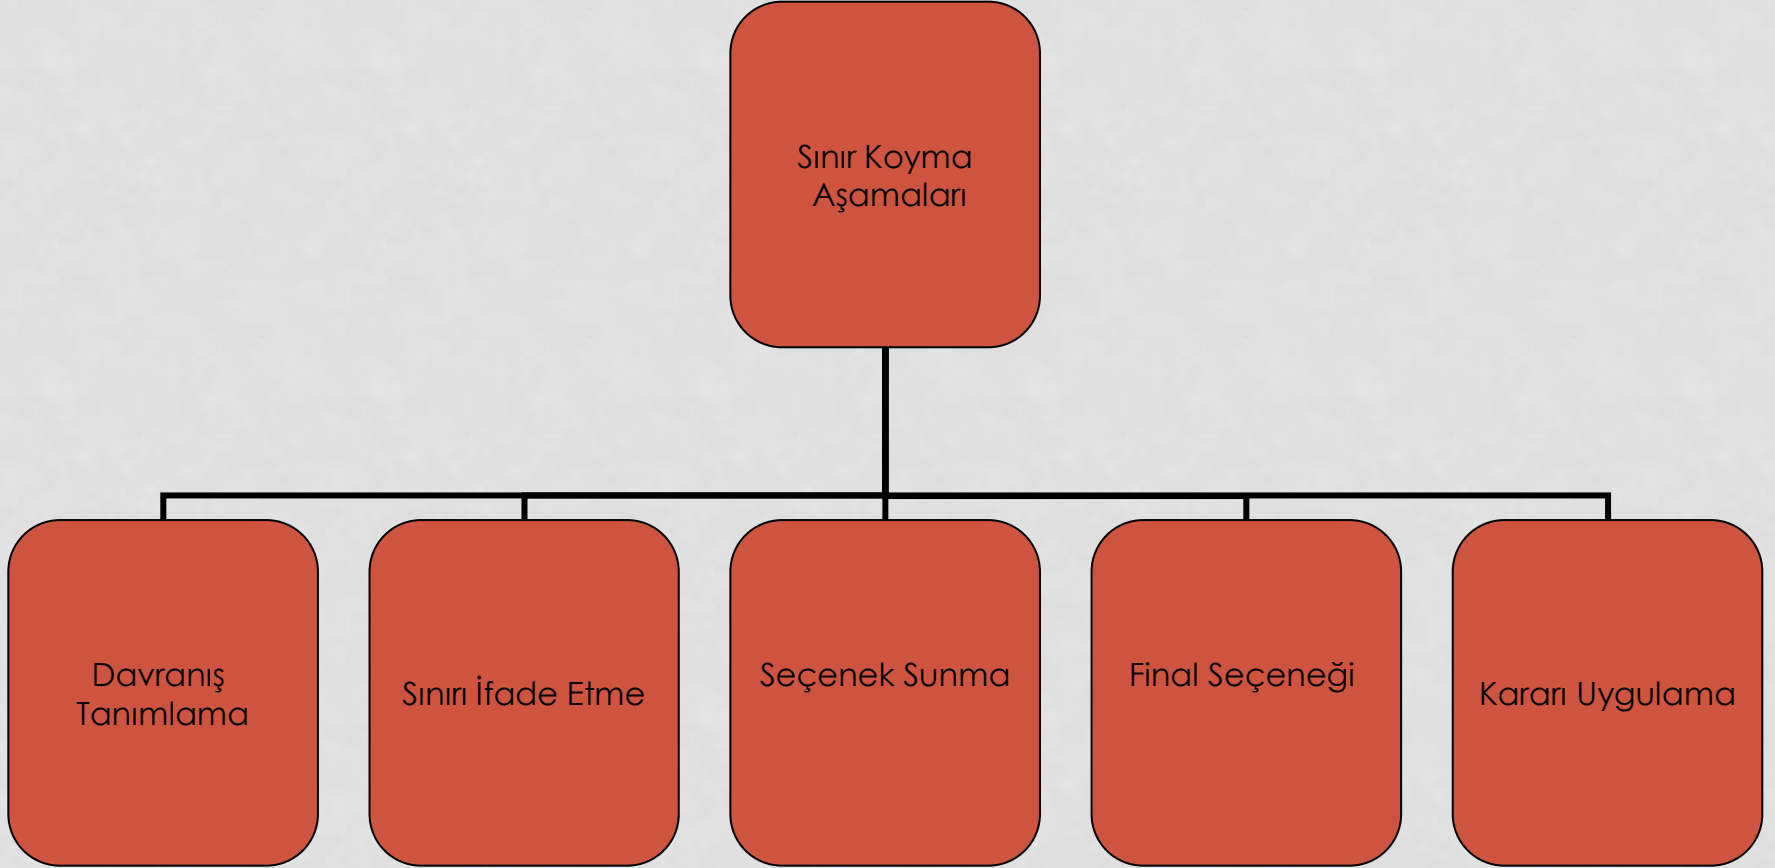 Sınır Koyma
Aşamaları
Davranış
Tanımlama
Sınırı İfade Etme
Seçenek Sunma
Final Seçeneği
Kararı Uygulama